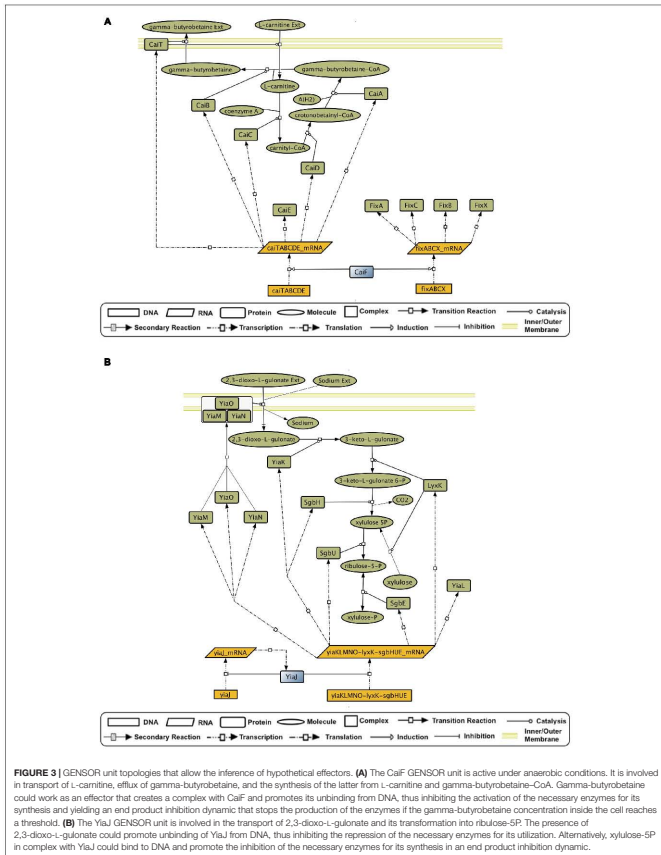 A
gamma-butyrobetaine Ext
L-carnitine Ext
CaiT
gamma-butyrobetaine
gamma-butyrobetaine-CoA
L-carnitine
A(H2)
CaiA
CaiB
coenzyme A
crotonobetainyl-CoA
CaiC
carnityl-CoA
CaiD
CaiE
FixA
FixC
FixB
FixX
caiTABCDE_mRNA
fixABCX_mRNA
CaiF
caiTABCDE
fixABCX
DNA RNA Protein Molecule Complex Transition Reaction Catalysis
Secondary Reaction Transcription Translation Induction Inhibition Inner/Outer Membrane
B
2,3-dioxo-L-gulonate Ext
Sodium Ext
YiaO
YiaM YiaN
Sodium
2,3-dioxo-L-gulonate
3-keto-L-gulonate
YiaK
3-keto-L-gulonate 6-P
LyxK
YiaO
SgbH
CO2
YiaM
YiaN
xylulose 5P
SgbU
ribulose-5-P
xylulose
YiaL
SgbE
xylulose-P
yiaJ_mRNA
yiaKLMNO-lyxK-sgbHUE_mRNA
YiaJ
yiaJ
yiaKLMNO-lyxK-sgbHUE
DNA RNA Protein Molecule Complex Transition Reaction Catalysis
Secondary Reaction Transcription Translation Induction Inhibition Inner/Outer Membrane
FIGURE 3 | GENSOR unit topologies that allow the inference of hypothetical effectors. (A) The CaiF GENSOR unit is active under anaerobic conditions. It is involved
in transport of L-carnitine, efflux of gamma-butyrobetaine, and the synthesis of the latter from L-carnitine and gamma-butyrobetaine–CoA. Gamma-butyrobetaine
could work as an effector that creates a complex with CaiF and promotes its unbinding from DNA, thus inhibiting the activation of the necessary enzymes for its
synthesis and yielding an end product inhibition dynamic that stops the production of the enzymes if the gamma-butyrobetaine concentration inside the cell reaches
a threshold. (B) The YiaJ GENSOR unit is involved in the transport of 2,3-dioxo-L-gulonate and its transformation into ribulose-5P. The presence of
2,3-dioxo-L-gulonate could promote unbinding of YiaJ from DNA, thus inhibiting the repression of the necessary enzymes for its utilization. Alternatively, xylulose-5P
in complex with YiaJ could bind to DNA and promote the inhibition of the necessary enzymes for its synthesis in an end product inhibition dynamic.